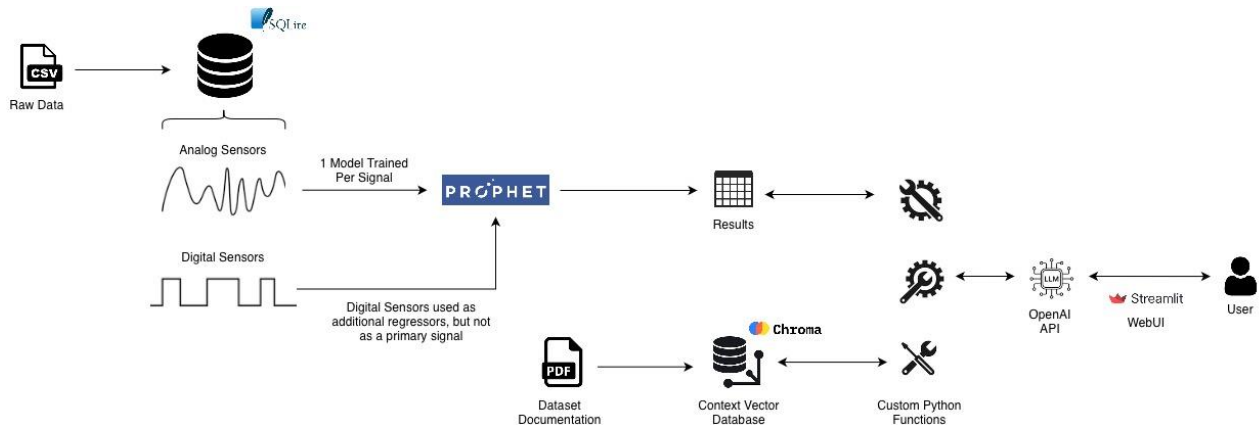 SQLite
CSV
Raw Data
Analog Sensors
1 Model Trained
Per Signal
PROPHET
Results
Digital Sensors
Digital Sensors used as
additional regressors, but not
as a primary signal
LLM
OpenAI
API
Streamlit
WebUI
User
Chroma
PDF
Dataset
Documentation
Context Vector
Database
Custom Python
Functions